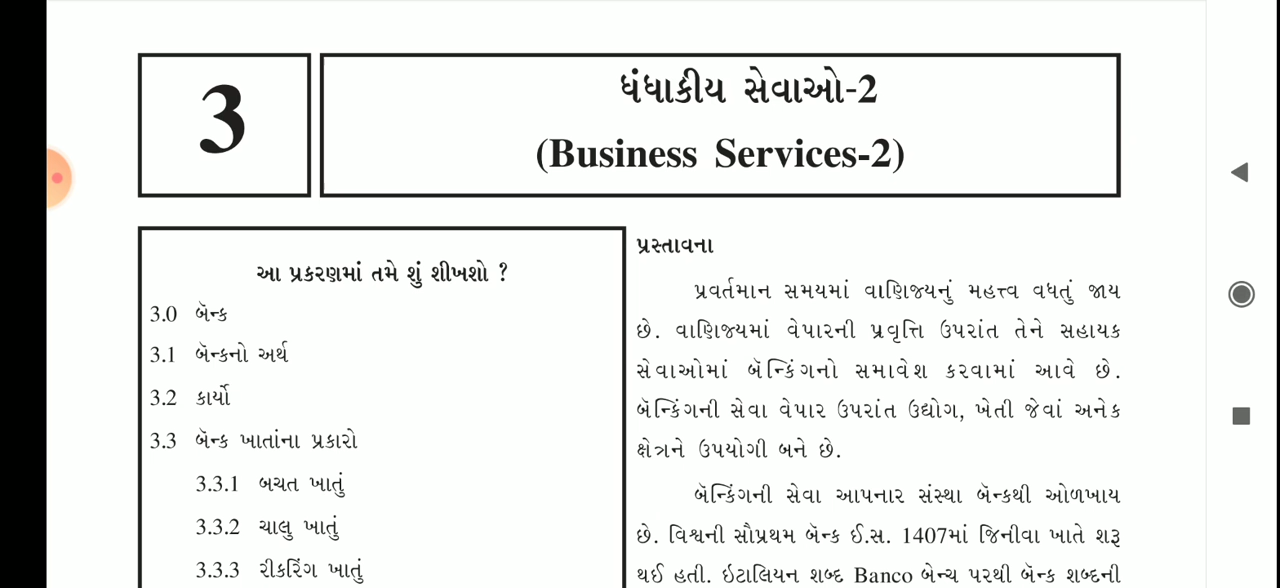 3
ધંધાકીય સેવાઓ-2
(Business Services-2)
આ પ્રકરણમાં તમે શું શીખશો ?
3.0 બૅન્ક
3.1 બૅન્કનો અર્થ
3.2 કાર્યો
3.3 બૅન્ક ખાતાંના પ્રકારો
3.3.1 બચત ખાતું
3.3.2 ચાલુ ખાતું
3.3.3 રીકરિંગ ખાતું
પ્રસ્તાવના
પ્રવર્તમાન સમયમાં વાણિજ્યનું મહત્ત્વ વધતું જાય
છે. વાણિજ્યમાં વેપારની પ્રવૃત્તિ ઉપરાંત તેને સહાયક
સેવાઓમાં બૅન્કિંગનો સમાવેશ કરવામાં આવે છે.
બૅન્કિંગની સેવા વેપાર ઉપરાંત ઉદ્યોગ, ખેતી જેવાં અનેક
ક્ષેત્રને ઉપયોગી બને છે.
બૅન્કિંગની સેવા આપનાર સંસ્થા બૅન્કથી ઓળખાય
છે. વિશ્વની સૌપ્રથમ બૅન્ક ઈ.સ. 1407માં જિનીવા ખાતે શરૂ
થઈ હતી. ઇટાલિયન શબ્દ Banco બેન્ચ પરથી બૅન્ક શબ્દની